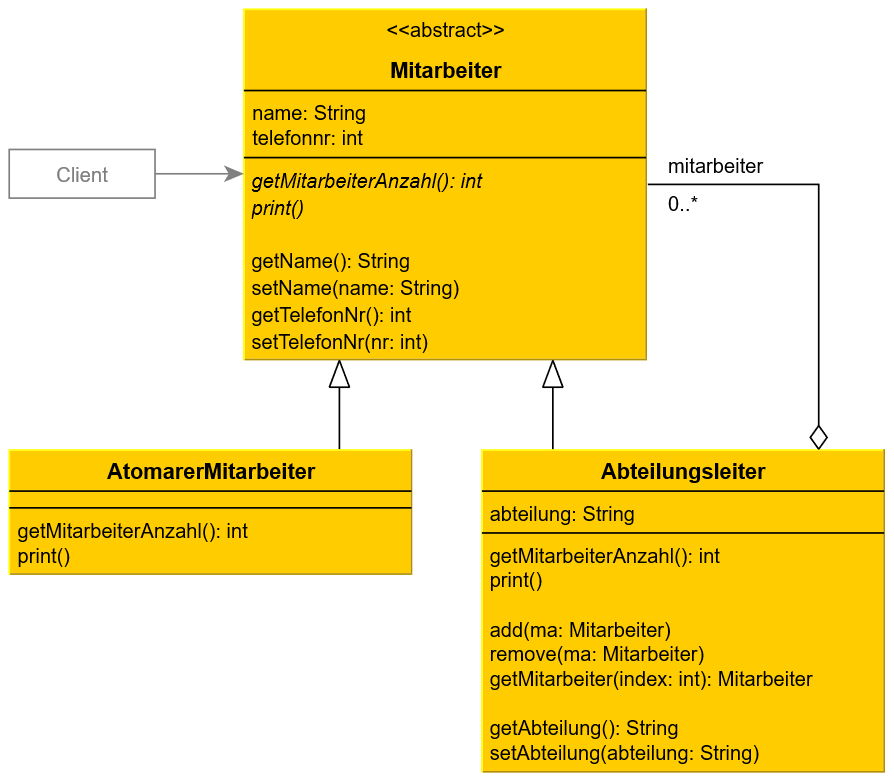 <<abstract>>
Mitarbeiter
name: String
telefonnr: int
getMitarbeiterAnzahl(): int
print()
getName(): String
setName(name: String)
getTelefonNr(): int
setTelefonNr(nr: int)
Client
mitarbeiter
0..*
AtomarerMitarbeiter
getMitarbeiterAnzahl(): int
print()
Abteilungsleiter
abteilung: String
getMitarbeiterAnzahl(): int
print()
add(ma: Mitarbeiter)
remove(ma: Mitarbeiter)
getMitarbeiter(index: int): Mitarbeiter
getAbteilung(): String
setAbteilung(abteilung: String)